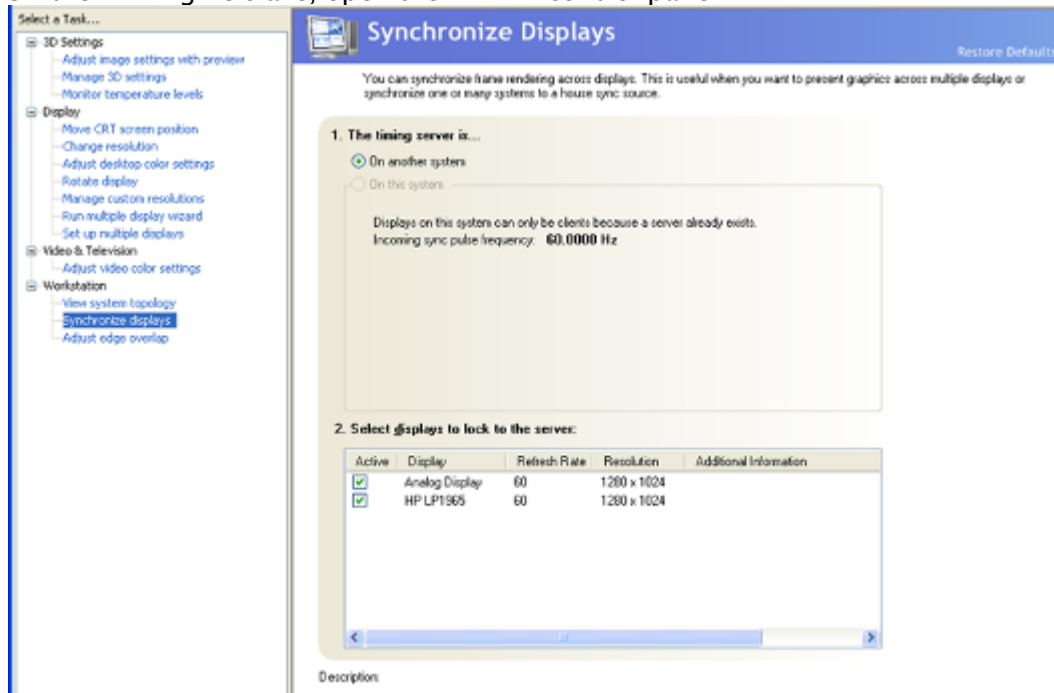 Select a Task...
3D Settings
Adjust image settings with preview
Manage 3D settings
Monitor temperature levels
Display
Move CRT screen position
Change resolution
Adjust desktop color settings
Rotate display
Manage custom resolutions
Run multiple display wizard
Set up multiple displays
Video & Television
Adjust video color settings
Workstation
View system topology
Synchronize displays
Adjust edge overlap
Synchronize Displays
Restore Defaults
You can synchronize frame rendering across displays. This is useful when you want to present graphics across multiple displays or
synchronize one or many systems to a house sync source.
1. The timing server is...
On another system
On this system
Displays on this system can only be clients because a server already exists.
Incoming sync pulse frequency: 60.0000 Hz
2. Select displays to lock to the server:
Active Display Refresh Rate Resolution Additional Information
Analog Display 60 1280 x 1024
HP LP1965 60 1280 x 1024
Description: